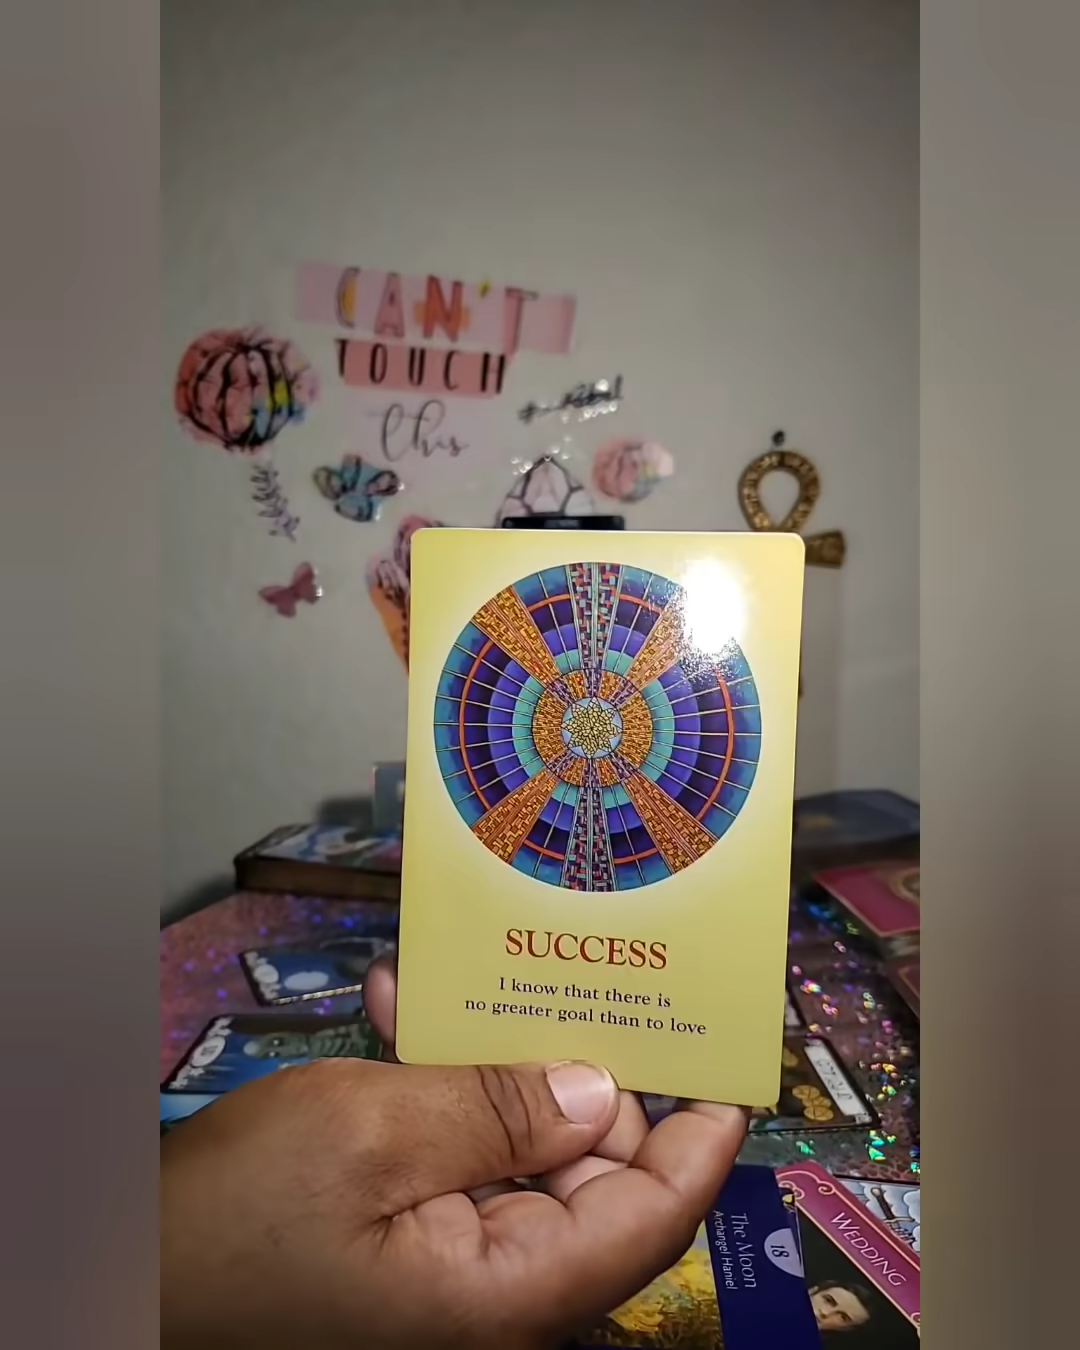 CAN'T
TOUCH
this
SUCCESS
I know that there is
no greater goal than to love
The Moon
Archangel Haniel
18
WEDDING